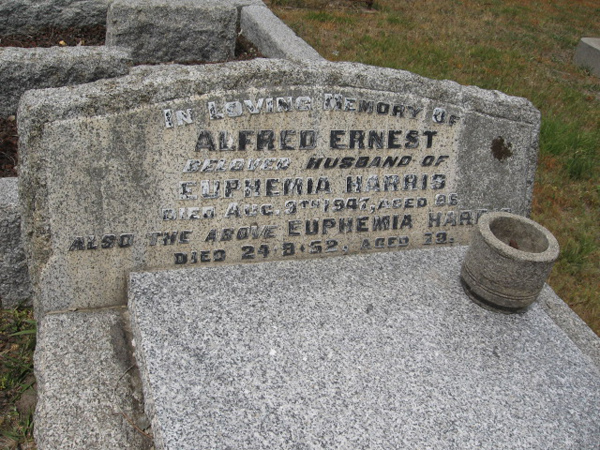 IN LOVING MEMORY OF
ALFRED ERNEST
BELOVED HUSBAND OF
EUPHEMIA HARRIS
DIED AUG. 9TH 1947, AGED 86
ALSO THE ABOVE EUPHEMIA HARR
DIED 24-8-52, AGED 79.